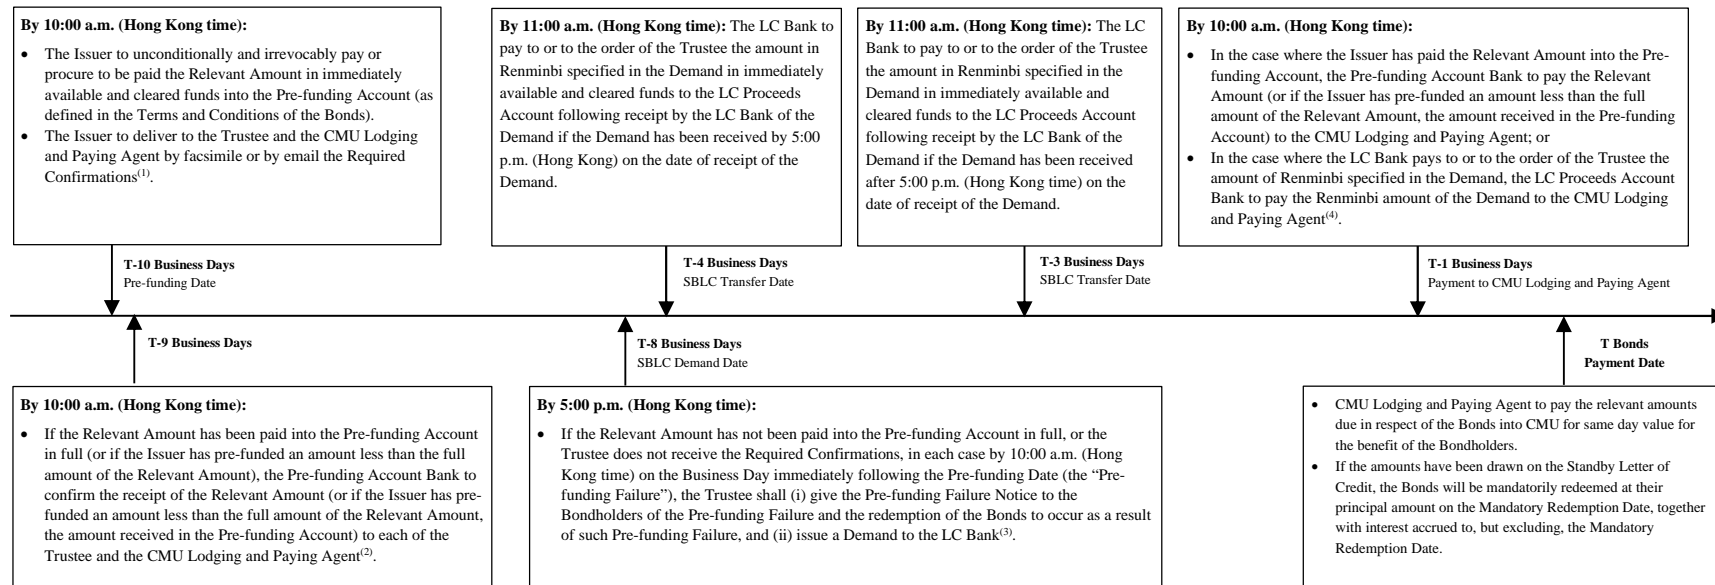 By 10:00 a.m. (Hong Kong time):
• The Issuer to unconditionally and irrevocably pay or
procure to be paid the Relevant Amount in immediately
available and cleared funds into the Pre-funding Account (as
defined in the Terms and Conditions of the Bonds).
• The Issuer to deliver to the Trustee and the CMU Lodging
and Paying Agent by facsimile or by email the Required
Confirmations(1).
By 11:00 a.m. (Hong Kong time): The LC Bank to
pay to or to the order of the Trustee the amount in
Renminbi specified in the Demand in immediately
available and cleared funds to the LC Proceeds
Account following receipt by the LC Bank of the
Demand if the Demand has been received by 5:00
p.m. (Hong Kong) on the date of receipt of the
Demand.
By 11:00 a.m. (Hong Kong time): The LC
Bank to pay to or to the order of the Trustee
the amount in Renminbi specified in the
Demand in immediately available and
cleared funds to the LC Proceeds Account
following receipt by the LC Bank of the
Demand if the Demand has been received
after 5:00 p.m. (Hong Kong time) on the
date of receipt of the Demand.
By 10:00 a.m. (Hong Kong time):
• In the case where the Issuer has paid the Relevant Amount into the Pre-
funding Account, the Pre-funding Account Bank to pay the Relevant
Amount (or if the Issuer has pre-funded an amount less than the full
amount of the Relevant Amount, the amount received in the Pre-funding
Account) to the CMU Lodging and Paying Agent; or
• In the case where the LC Bank pays to or to the order of the Trustee the
amount of Renminbi specified in the Demand, the LC Proceeds Account
Bank to pay the Renminbi amount of the Demand to the CMU Lodging
and Paying Agent(4).
T-10 Business Days
Pre-funding Date
T-4 Business Days
SBLC Transfer Date
T-3 Business Days
SBLC Transfer Date
T-1 Business Days
Payment to CMU Lodging and Paying Agent
T-9 Business Days
T-8 Business Days
SBLC Demand Date
T Bonds
Payment Date
By 10:00 a.m. (Hong Kong time):
• If the Relevant Amount has been paid into the Pre-funding Account
in full (or if the Issuer has pre-funded an amount less than the full
amount of the Relevant Amount), the Pre-funding Account Bank to
confirm the receipt of the Relevant Amount (or if the Issuer has pre-
funded an amount less than the full amount of the Relevant Amount,
the amount received in the Pre-funding Account) to each of the
Trustee and the CMU Lodging and Paying Agent(2).
By 5:00 p.m. (Hong Kong time):
• If the Relevant Amount has not been paid into the Pre-funding Account in full, or the
Trustee does not receive the Required Confirmations, in each case by 10:00 a.m. (Hong
Kong time) on the Business Day immediately following the Pre-funding Date (the “Pre-
funding Failure”), the Trustee shall (i) give the Pre-funding Failure Notice to the
Bondholders of the Pre-funding Failure and the redemption of the Bonds to occur as a result
of such Pre-funding Failure, and (ii) issue a Demand to the LC Bank(3).
• CMU Lodging and Paying Agent to pay the relevant amounts
due in respect of the Bonds into CMU for same day value for
the benefit of the Bondholders.
• If the amounts have been drawn on the Standby Letter of
Credit, the Bonds will be mandatorily redeemed at their
principal amount on the Mandatory Redemption Date, together
with interest accrued to, but excluding, the Mandatory
Redemption Date.